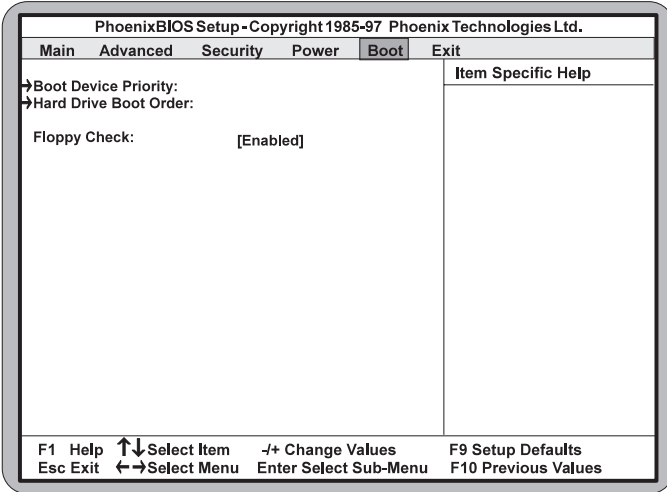 PhoenixBIOS Setup - Copyright 1985-97 Phoenix Technologies Ltd.
Main Advanced Security Power Boot Exit
Item Specific Help
→Boot Device Priority:
→Hard Drive Boot Order:
Floppy Check: [Enabled]
F1 Help ↑↓ Select Item -/+ Change Values F9 Setup Defaults
Esc Exit ←→ Select Menu Enter Select Sub-Menu F10 Previous Values